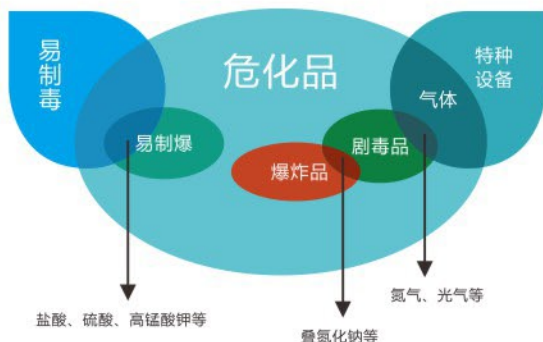 易制毒
危化品
特种
设备
气体
易制爆
剧毒品
爆炸品
氮气、光气等
盐酸、硫酸、高锰酸钾等
叠氮化钠等